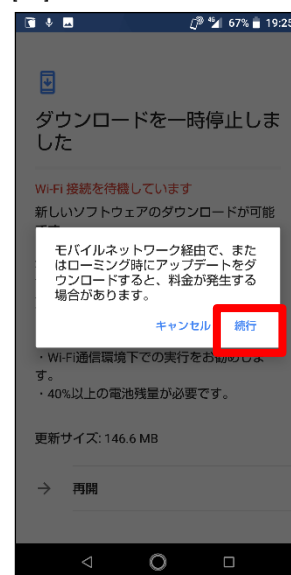 67% 19:25
ダウンロードを一時停止しま
した
Wi-Fi 接続を待機しています
新しいソフトウェアのダウンロードが可能
モバイルネットワーク経由で、また
はローミング時にアップデートをダ
ウンロードすると、料金が発生する
場合があります。
キャンセル 続行
・Wi-Fi通信環境下での実行をお勧めしま
す。
・40%以上の電池残量が必要です。
更新サイズ: 146.6 MB
→ 再開